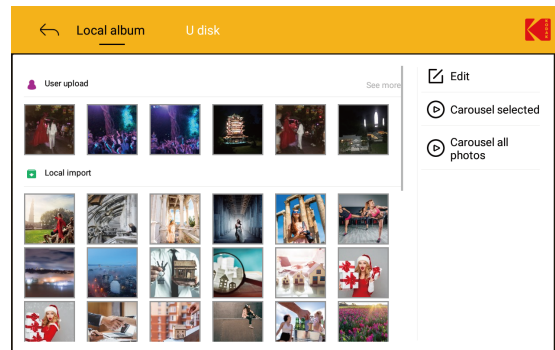 Local album
U disk
User upload
See more
Local import
Edit
Carousel selected
Carousel all
photos